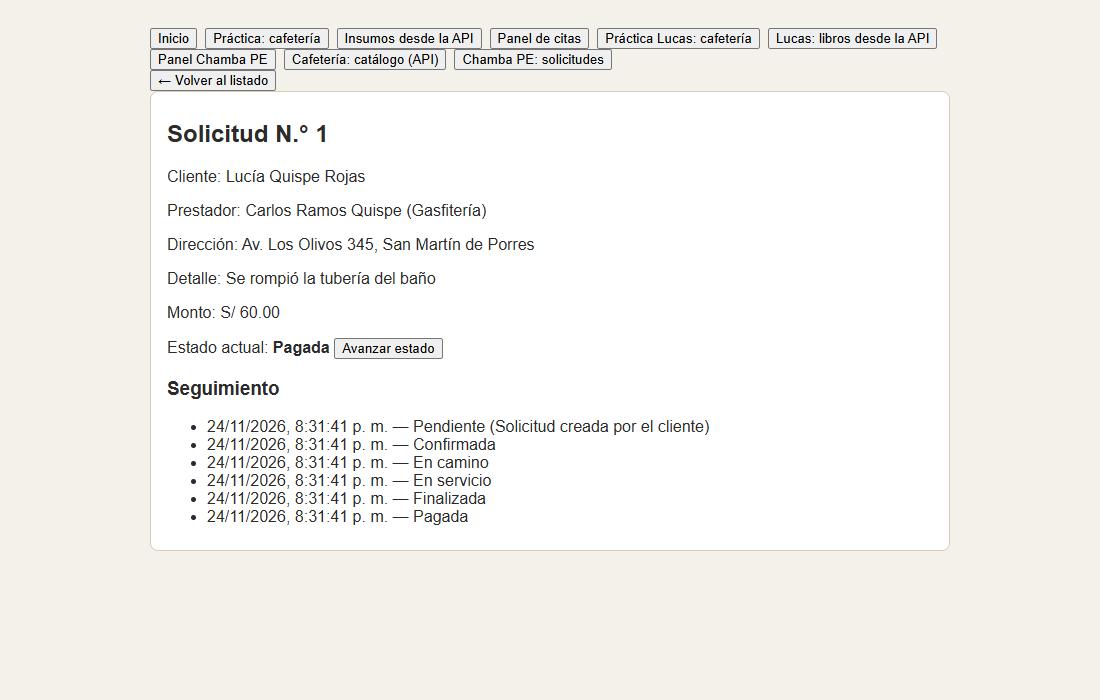 Inicio Práctica: cafetería Insumos desde la API Panel de citas Práctica Lucas: cafetería Lucas: libros desde la API
Panel Chamba PE Cafetería: catálogo (API) Chamba PE: solicitudes
← Volver al listado
Solicitud N.° 1
Cliente: Lucía Quispe Rojas
Prestador: Carlos Ramos Quispe (Gasfitería)
Dirección: Av. Los Olivos 345, San Martín de Porres
Detalle: Se rompió la tubería del baño
Monto: S/ 60.00
Estado actual: Pagada Avanzar estado
Seguimiento
• 24/11/2026, 8:31:41 p. m. — Pendiente (Solicitud creada por el cliente)
• 24/11/2026, 8:31:41 p. m. — Confirmada
• 24/11/2026, 8:31:41 p. m. — En camino
• 24/11/2026, 8:31:41 p. m. — En servicio
• 24/11/2026, 8:31:41 p. m. — Finalizada
• 24/11/2026, 8:31:41 p. m. — Pagada